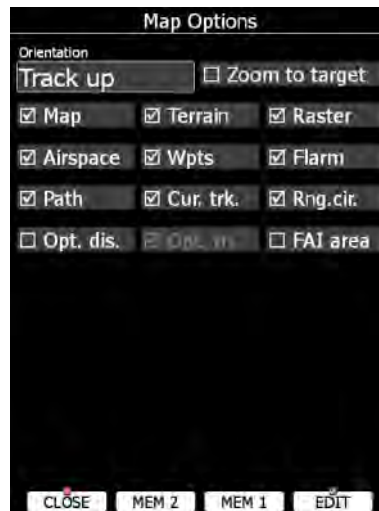 Map Options
Orientation
Track up
Zoom to target
Map Terrain Raster
Airspace Wpts Flarm
Path Cur. trk. Rng.cir.
Opt. dis. Opt. FAI area
CLOSE MEM 2 MEM 1 EDIT